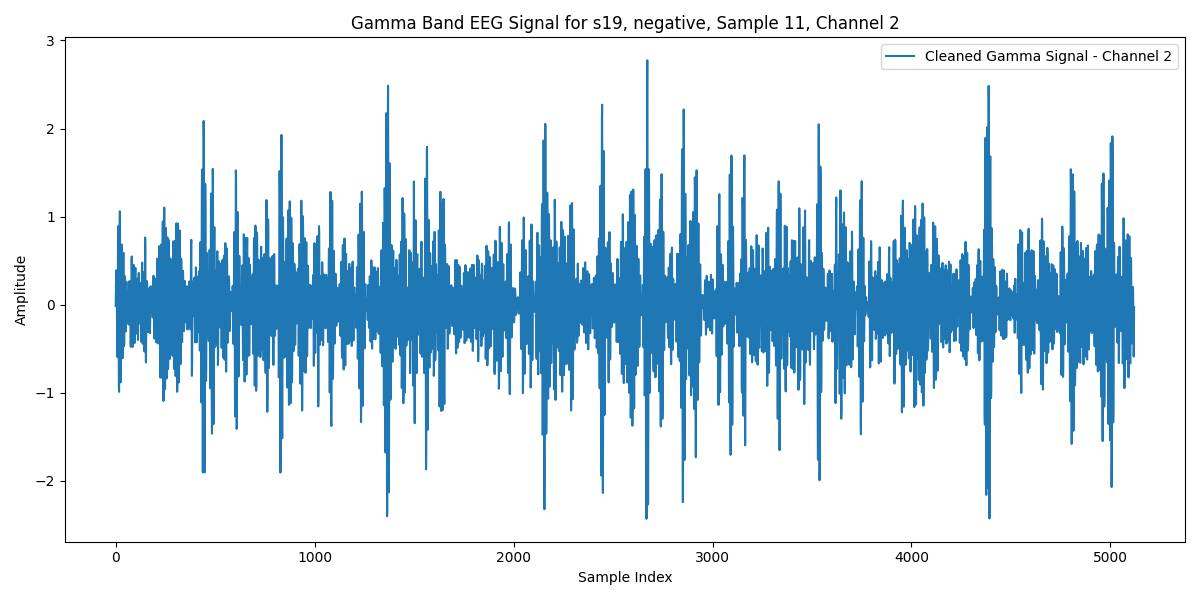 Gamma Band EEG Signal for s19, negative, Sample 11, Channel 2
Cleaned Gamma Signal - Channel 2
Amplitude
3
2
1
0
−1
−2
0 1000 2000 3000 4000 5000
Sample Index